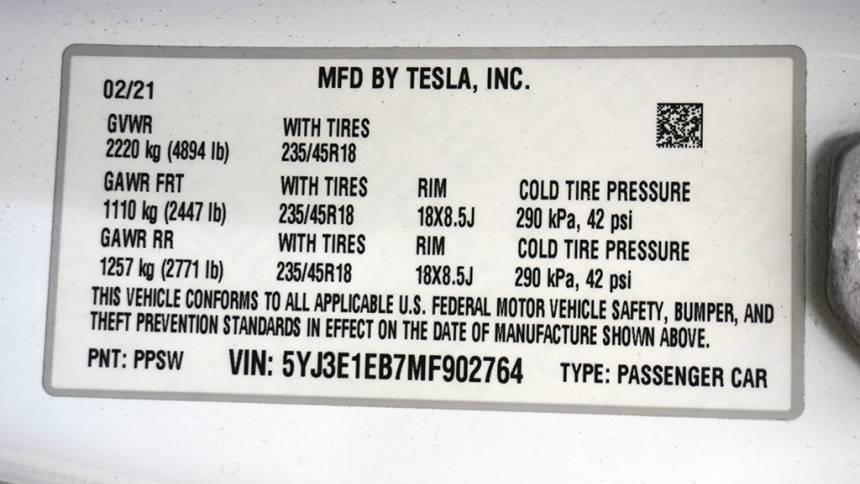 MFD BY TESLA, INC.
02/21
GVWR WITH TIRES
2220 kg (4894 lb) 235/45R18
GAWR FRT WITH TIRES RIM COLD TIRE PRESSURE
1110 kg (2447 lb) 235/45R18 18X8.5J 290 kPa, 42 psi
GAWR RR WITH TIRES RIM COLD TIRE PRESSURE
1257 kg (2771 lb) 235/45R18 18X8.5J 290 kPa, 42 psi
THIS VEHICLE CONFORMS TO ALL APPLICABLE U.S. FEDERAL MOTOR VEHICLE SAFETY, BUMPER, AND
THEFT PREVENTION STANDARDS IN EFFECT ON THE DATE OF MANUFACTURE SHOWN ABOVE.
PNT: PPSW VIN: 5YJ3E1EB7MF902764 TYPE: PASSENGER CAR